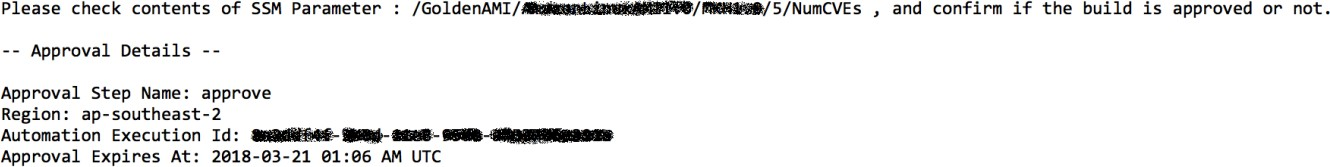 Please check contents of SSM Parameter : /GoldenAMI/ /5/NumCVEs , and confirm if the build is approved or not.
-- Approval Details --
Approval Step Name: approve
Region: ap-southeast-2
Automation Execution Id:
Approval Expires At: 2018-03-21 01:06 AM UTC